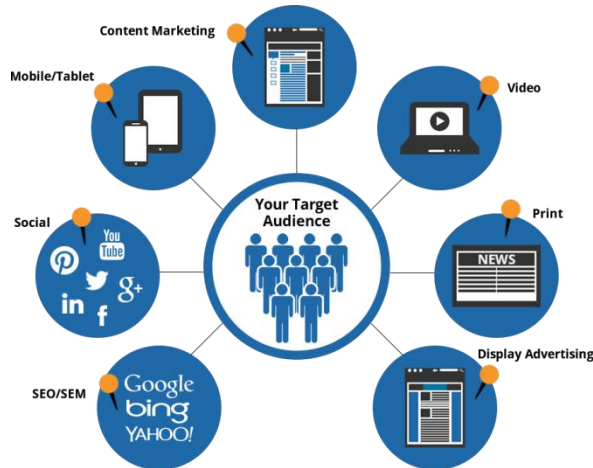 Content Marketing
Mobile/Tablet
Video
Your Target
Audience
Social
You
Tube
g+
in
f
Print
NEWS
SEO/SEM
Google
bing
YAHOO!
Display Advertising